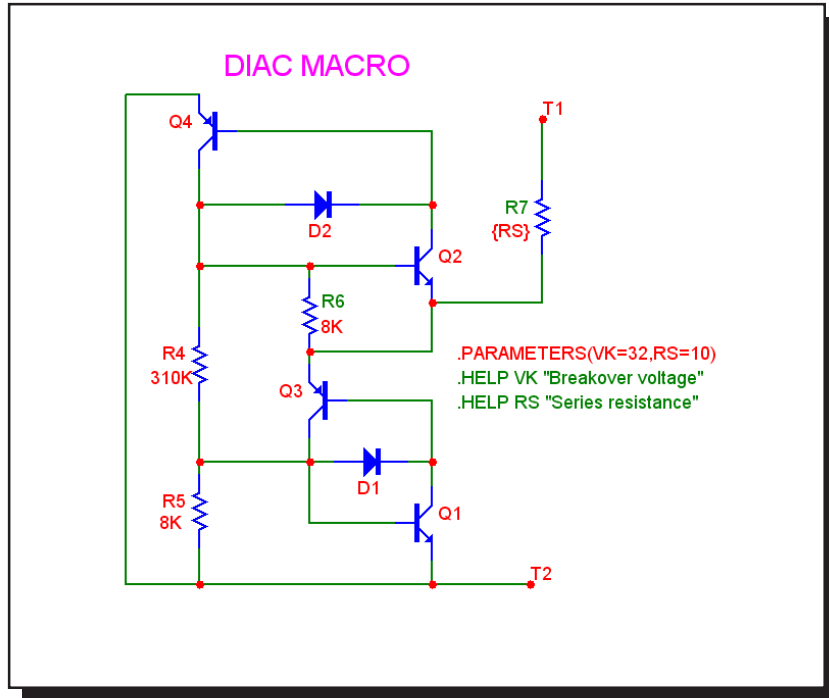 DIAC MACRO
T1
Q4
R7
{RS}
D2
Q2
R6
8K
R4
310K
.PARAMETERS(VK=32,RS=10)
.HELP VK "Breakover voltage"
.HELP RS "Series resistance"
Q3
D1
R5
8K
Q1
T2